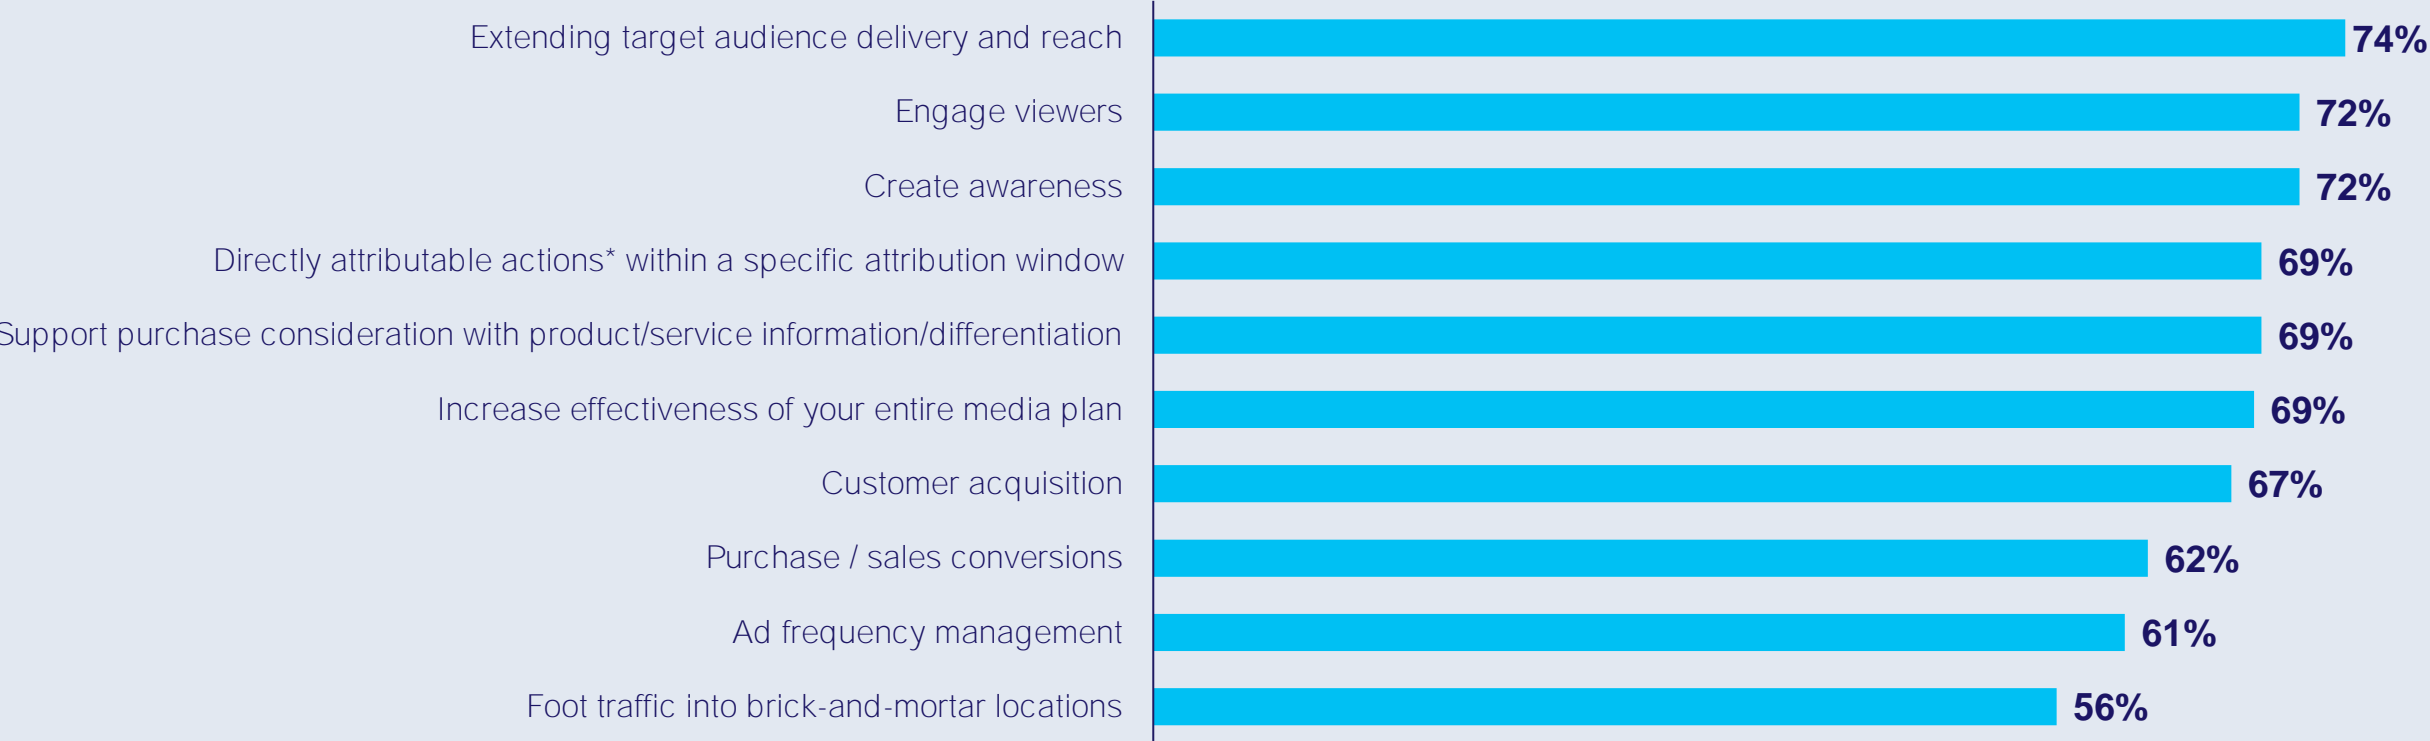 Extending target audience delivery and reach 74%
Engage viewers 72%
Create awareness 72%
Directly attributable actions* within a specific attribution window 69%
Support purchase consideration with product/service information/differentiation 69%
Increase effectiveness of your entire media plan 69%
Customer acquisition 67%
Purchase / sales conversions 62%
Ad frequency management 61%
Foot traffic into brick-and-mortar locations 56%